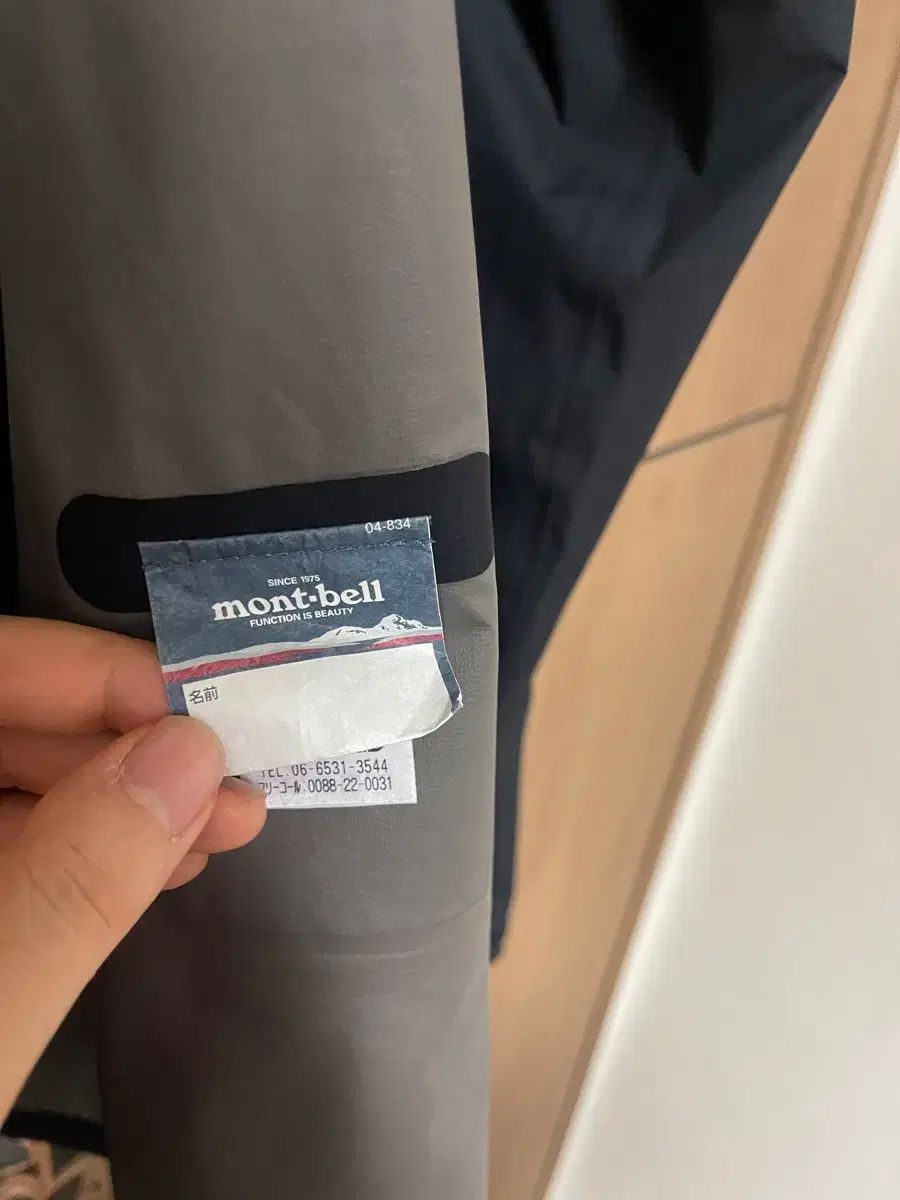 04-834
SINCE 1975
mont·bell
FUNCTION IS BEAUTY
名前
TEL:06-6531-3544
フリーコール:0088-22-0031